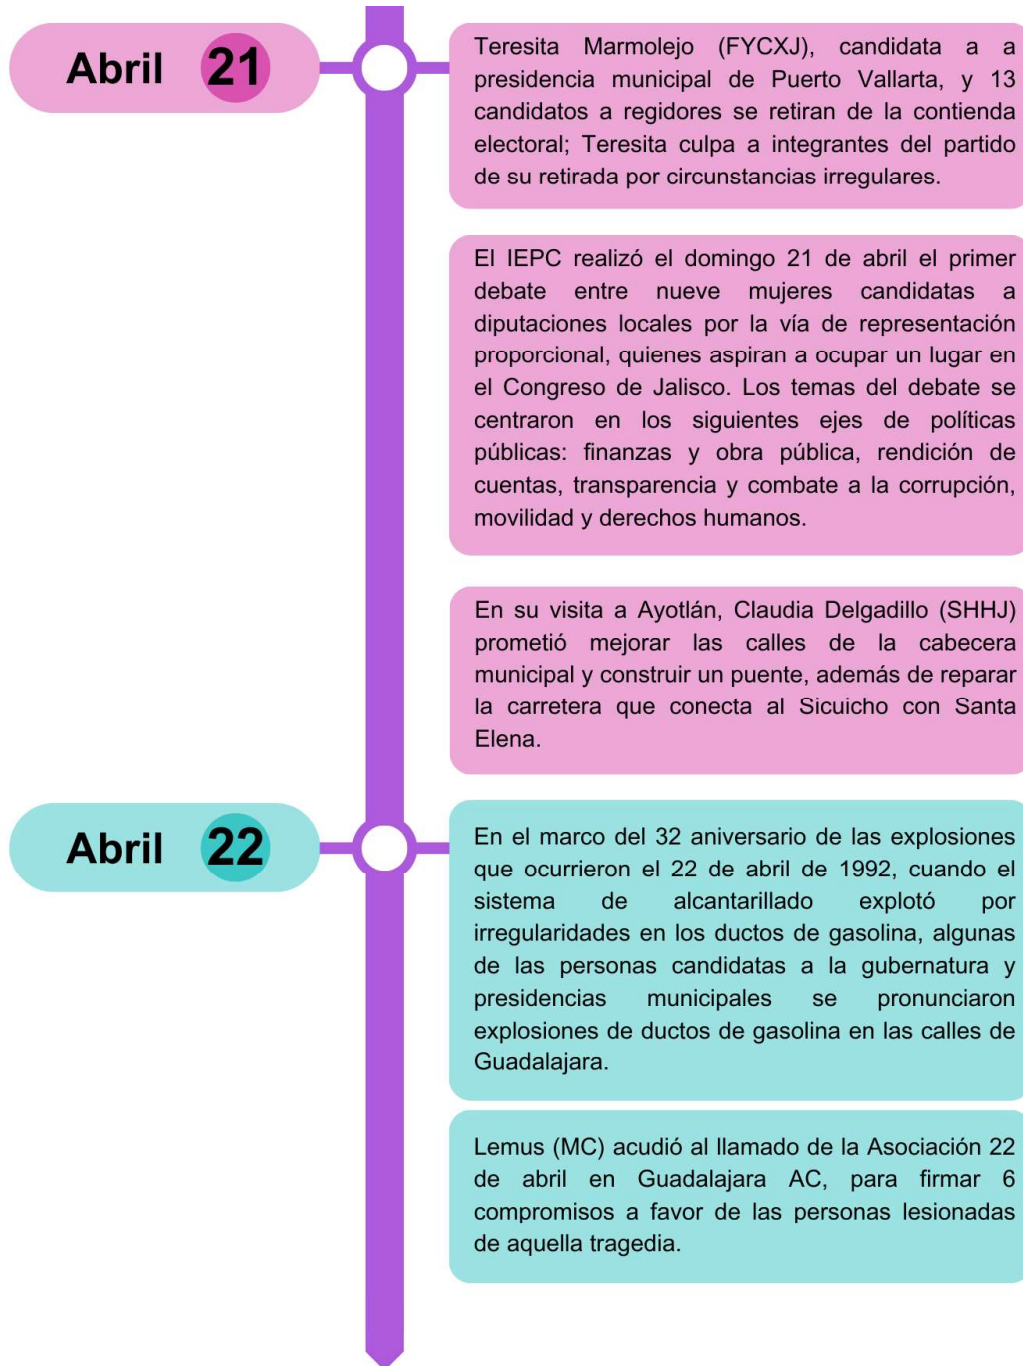 Abril 21
Teresita Marmolejo (FYCXJ), candidata a a
presidencia municipal de Puerto Vallarta, y 13
candidatos a regidores se retiran de la contienda
electoral; Teresita culpa a integrantes del partido
de su retirada por circunstancias irregulares.
El IEPC realizó el domingo 21 de abril el primer
debate entre nueve mujeres candidatas a
diputaciones locales por la vía de representación
proporcional, quienes aspiran a ocupar un lugar en
el Congreso de Jalisco. Los temas del debate se
centraron en los siguientes ejes de políticas
públicas: finanzas y obra pública, rendición de
cuentas, transparencia y combate a la corrupción,
movilidad y derechos humanos.
En su visita a Ayotlán, Claudia Delgadillo (SHHJ)
prometió mejorar las calles de la cabecera
municipal y construir un puente, además de reparar
la carretera que conecta al Sicuicho con Santa
Elena.
Abril 22
En el marco del 32 aniversario de las explosiones
que ocurrieron el 22 de abril de 1992, cuando el
sistema de alcantarillado explotó por
irregularidades en los ductos de gasolina, algunas
de las personas candidatas a la gubernatura y
presidencias municipales se pronunciaron
explosiones de ductos de gasolina en las calles de
Guadalajara.
Lemus (MC) acudió al llamado de la Asociación 22
de abril en Guadalajara AC, para firmar 6
compromisos a favor de las personas lesionadas
de aquella tragedia.